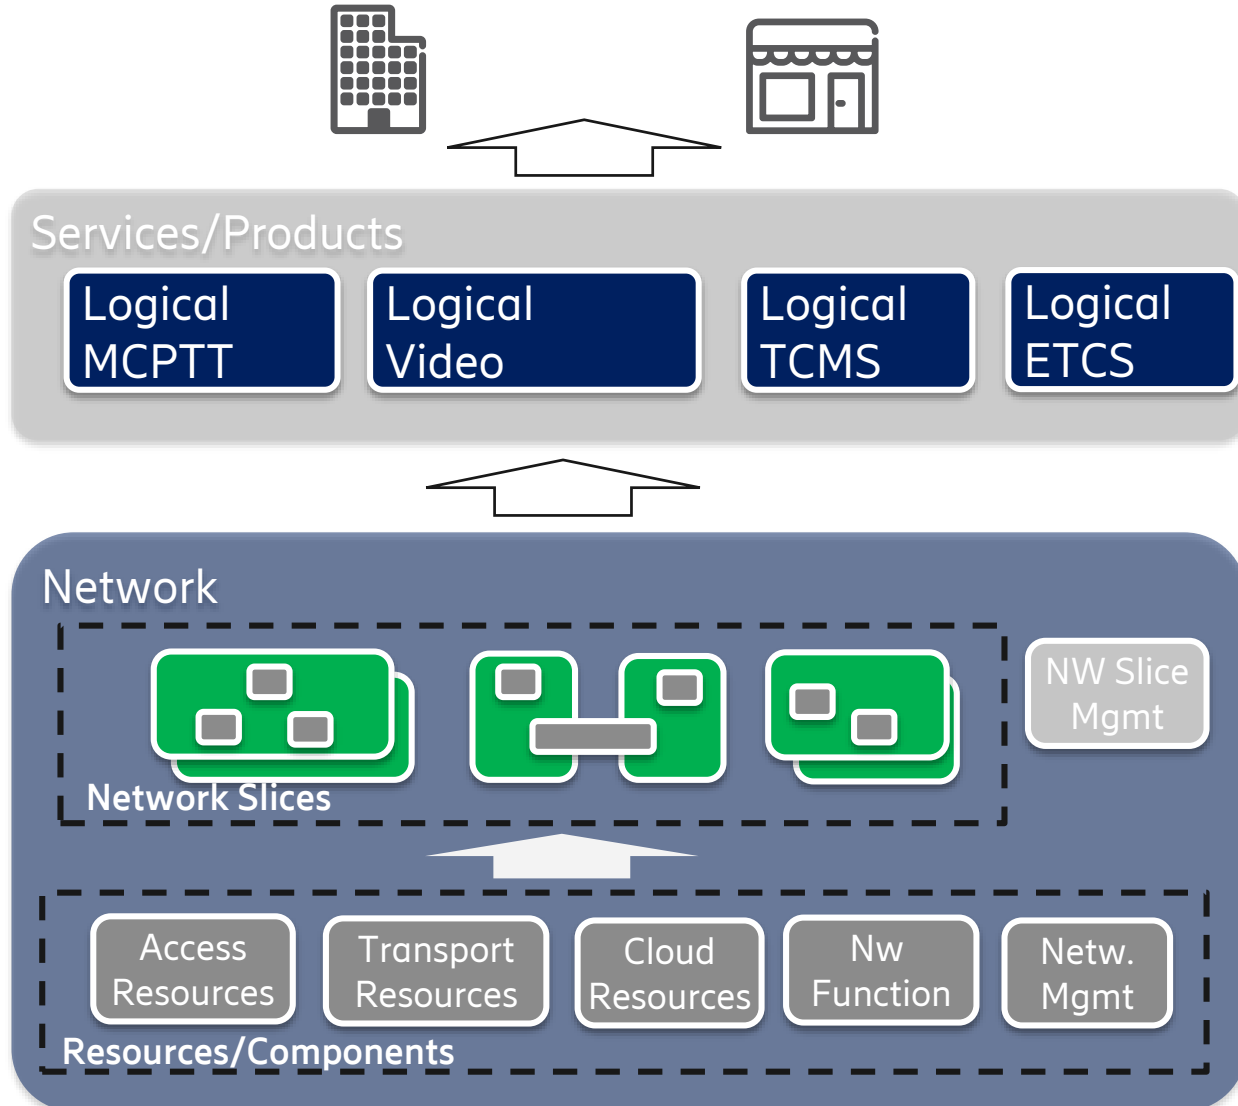 Services/Products
Logical
MCPTT
Logical
Video
Logical
TCMS
Logical
ETCS
Network
NW Slice
Mgmt
Network Slices
Access
Resources
Transport
Resources
Cloud
Resources
Nw
Function
Netw.
Mgmt
Resources/Components